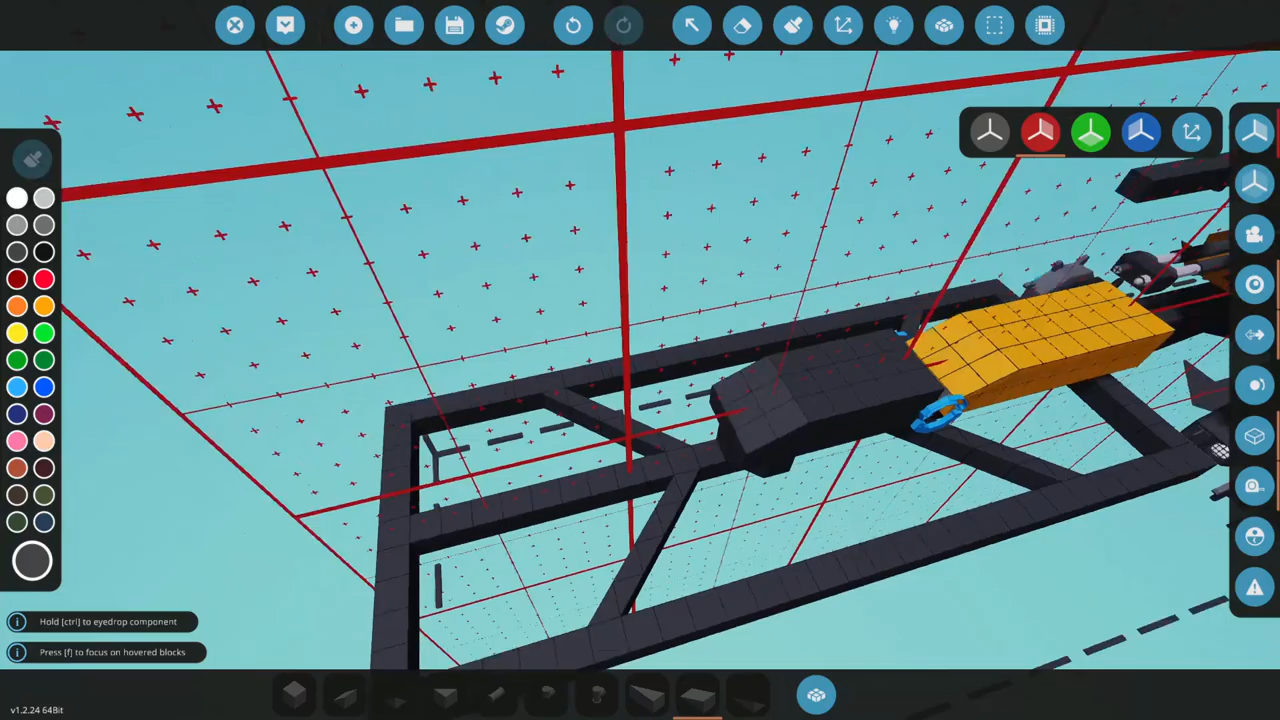 Hold [ctrl] to eyedrop component
Press [f] to focus on hovered blocks
v1.2.24 64Bit